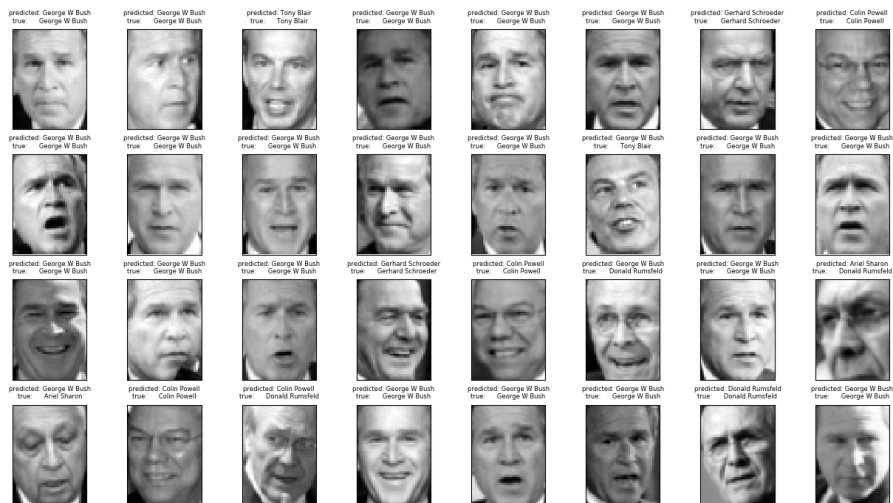 predicted: George W Bush
true: George W Bush
predicted: George W Bush
true: George W Bush
predicted: Tony Blair
true: Tony Blair
predicted: George W Bush
true: George W Bush
predicted: George W Bush
true: George W Bush
predicted: George W Bush
true: George W Bush
predicted: Gerhard Schroeder
true: Gerhard Schroeder
predicted: Colin Powell
true: Colin Powell
predicted: George W Bush
true: George W Bush
predicted: George W Bush
true: George W Bush
predicted: George W Bush
true: George W Bush
predicted: George W Bush
true: George W Bush
predicted: George W Bush
true: George W Bush
predicted: George W Bush
true: Tony Blair
predicted: George W Bush
true: George W Bush
predicted: George W Bush
true: George W Bush
predicted: George W Bush
true: George W Bush
predicted: George W Bush
true: George W Bush
predicted: George W Bush
true: George W Bush
predicted: Gerhard Schroeder
true: Gerhard Schroeder
predicted: Colin Powell
true: Colin Powell
predicted: George W Bush
true: Donald Rumsfeld
predicted: George W Bush
true: George W Bush
predicted: Ariel Sharon
true: Donald Rumsfeld
predicted: George W Bush
true: Ariel Sharon
predicted: Colin Powell
true: Colin Powell
predicted: Colin Powell
true: Donald Rumsfeld
predicted: George W Bush
true: George W Bush
predicted: George W Bush
true: George W Bush
predicted: George W Bush
true: George W Bush
predicted: Donald Rumsfeld
true: Donald Rumsfeld
predicted: George W Bush
true: George W Bush